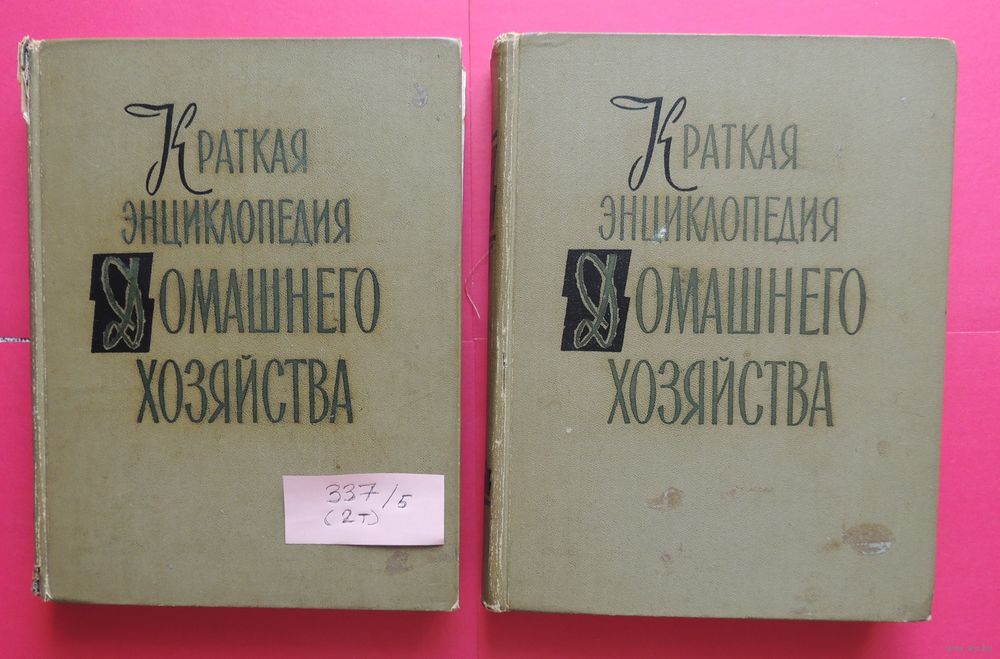 Краткая
энциклопедия
Домашнего
хозяйства
337/5
(2т)
Краткая
энциклопедия
Домашнего
хозяйства